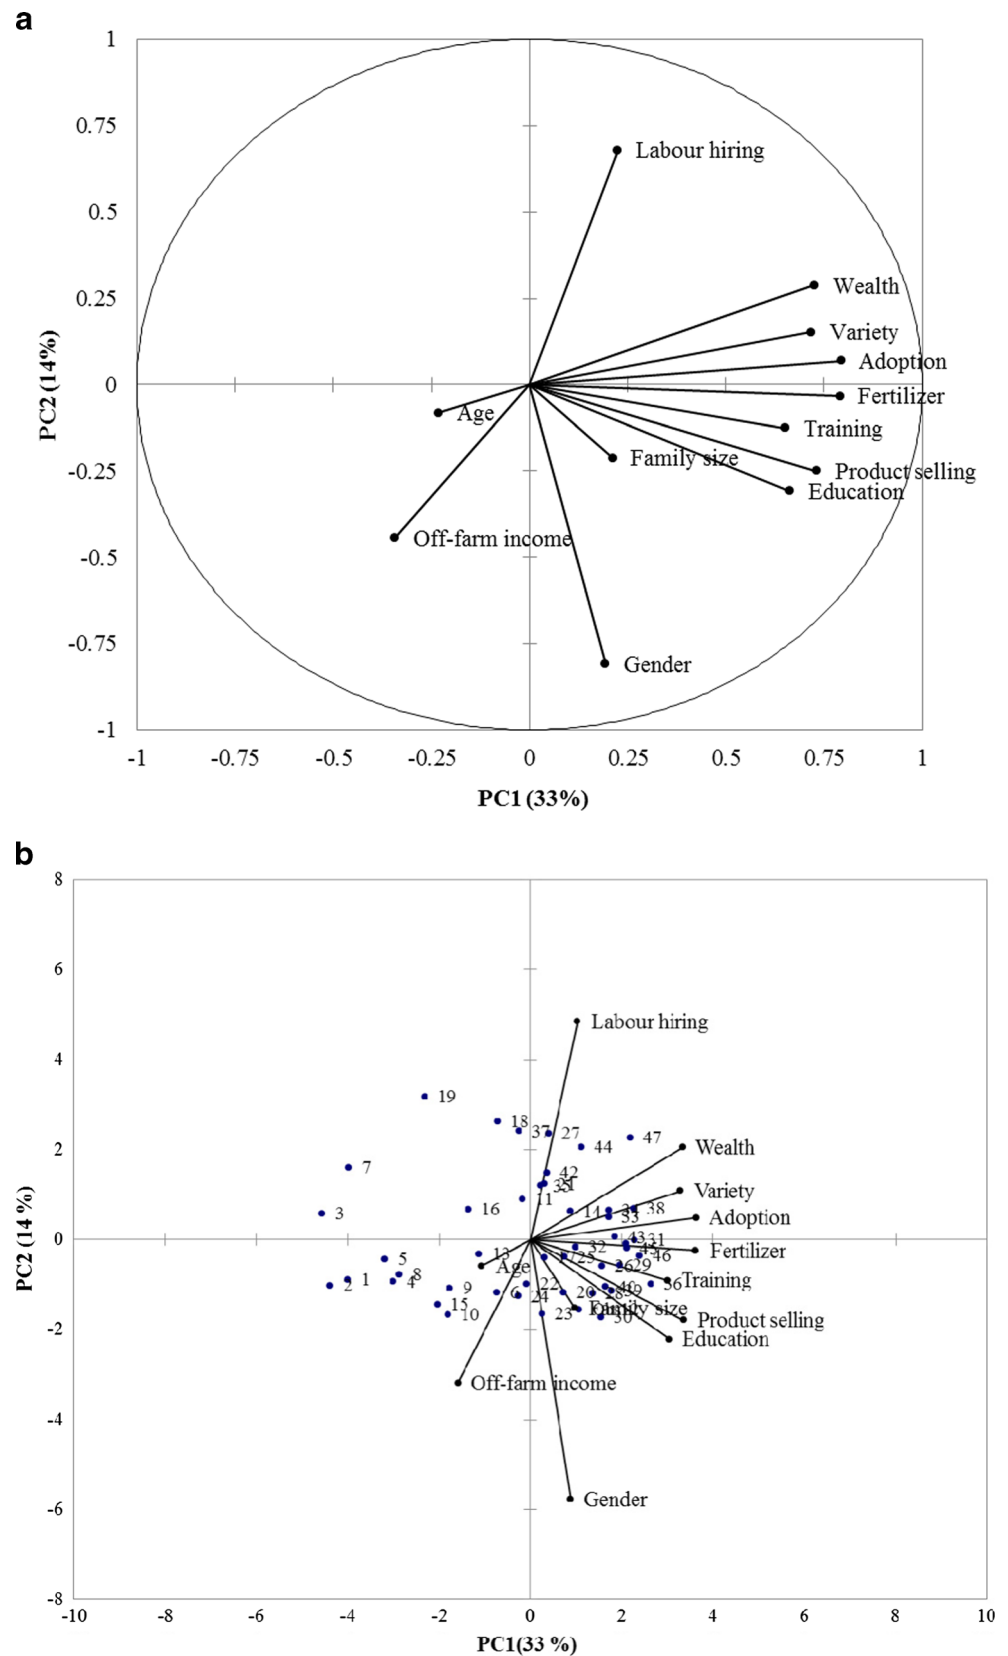 a
1
0.75
Labour hiring
0.5
0.25
Wealth
Variety
Adoption
0
Fertilizer
Age
Training
Family size
-0.25
Product selling
Education
Off-farm income
-0.5
-0.75
Gender
-1
PC2 (14%)
-1 -0.75 -0.5 -0.25 0 0.25 0.5 0.75 1
PC1 (33%)
b
8
6
Labour hiring
4
19
18
37 27
47
44
2
Wealth
7
42
Variety
11
16
14 38
3
33
Adoption
0
43 31
32
Fertilizer
13
46
5
25
29
Age
8
1
4
2
Training
9
6
22
24
Family size
15
10
23
30
Product selling
-2
Education
Off-farm income
-4
Gender
-6
-8
PC2 (14 %)
-10 -8 -6 -4 -2 0 2 4 6 8 10
PC1(33 %)